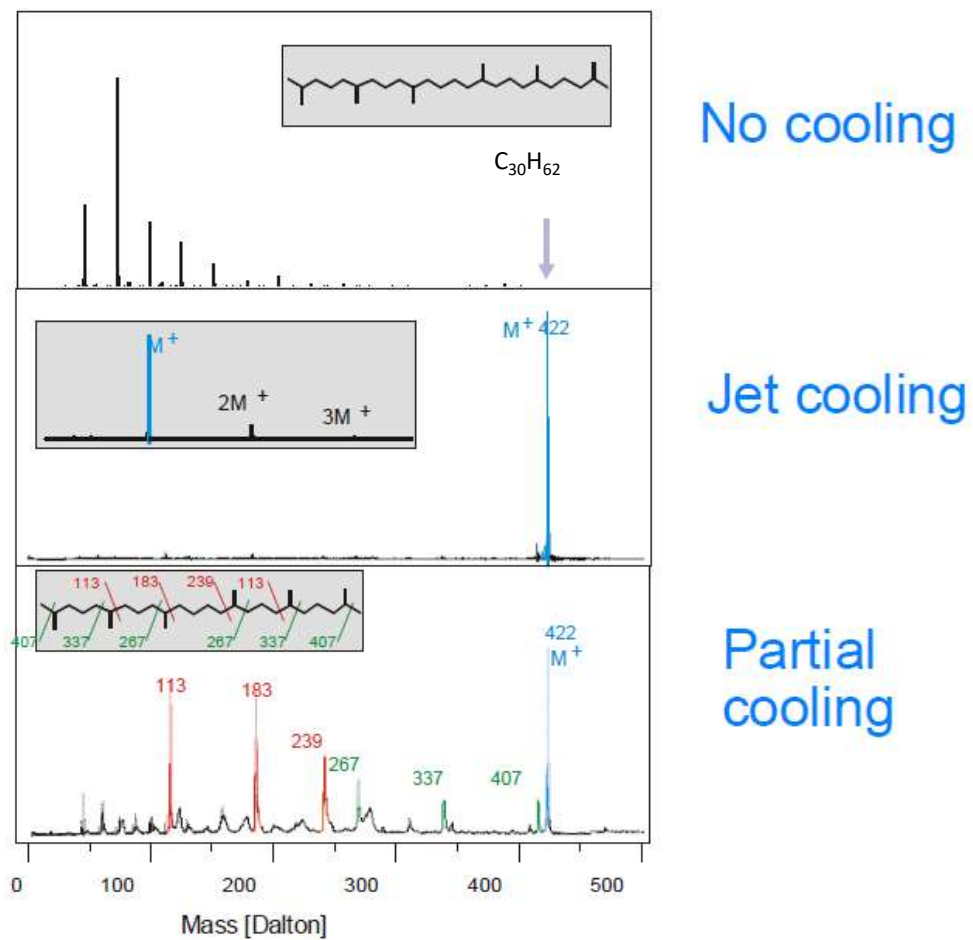 No cooling
C₃₀H₆₂
M⁺ 422
Jet cooling
M⁺
2M⁺
3M⁺
113 183 239 113
407 337 267 267 337 407
422
M⁺
Partial
cooling
113
183
239
267
337
407
0 100 200 300 400 500
Mass [Dalton]